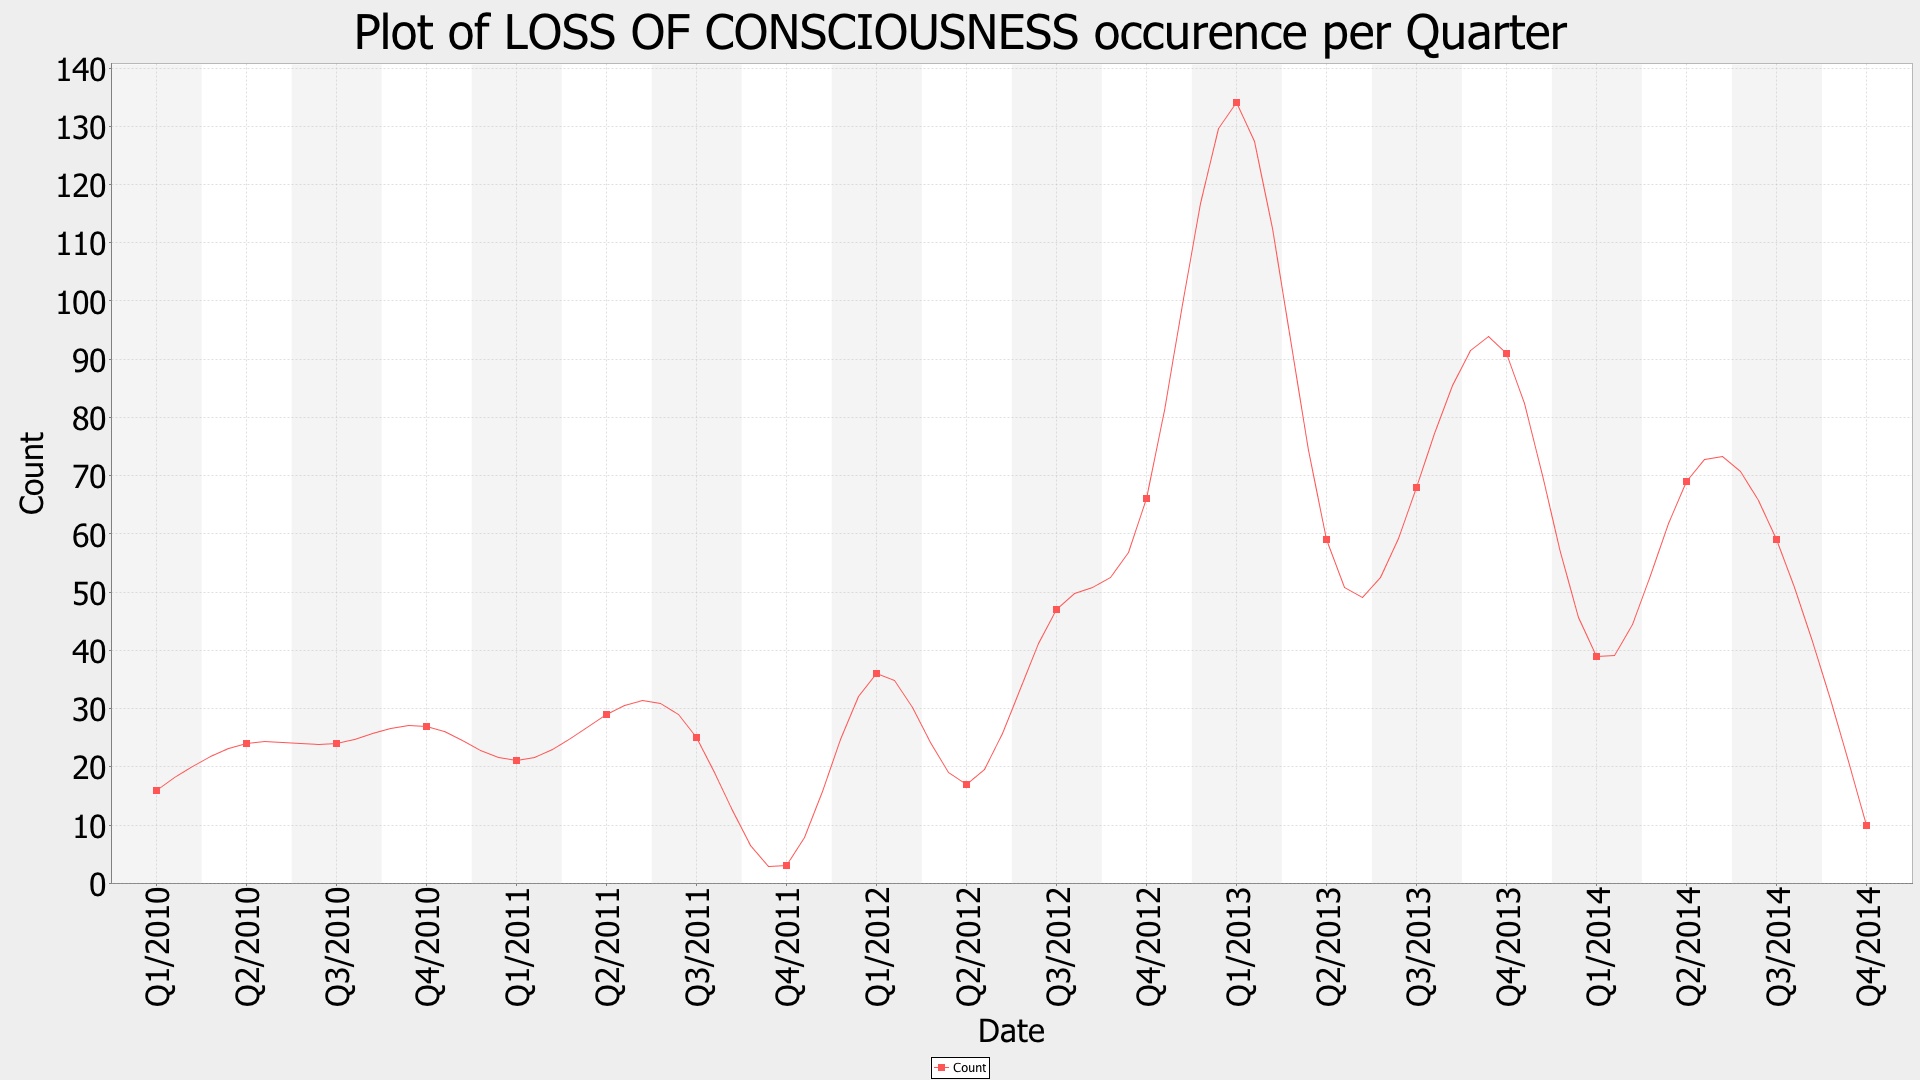 Plot of LOSS OF CONSCIOUSNESS occurence per Quarter
140
130
120
110
100
90
80
70
60
50
40
30
20
10
0
Count
Q1/2010
Q2/2010
Q3/2010
Q4/2010
Q1/2011
Q2/2011
Q3/2011
Q4/2011
Q1/2012
Q2/2012
Q3/2012
Q4/2012
Q1/2013
Q2/2013
Q3/2013
Q4/2013
Q1/2014
Q2/2014
Q3/2014
Q4/2014
Date
Count